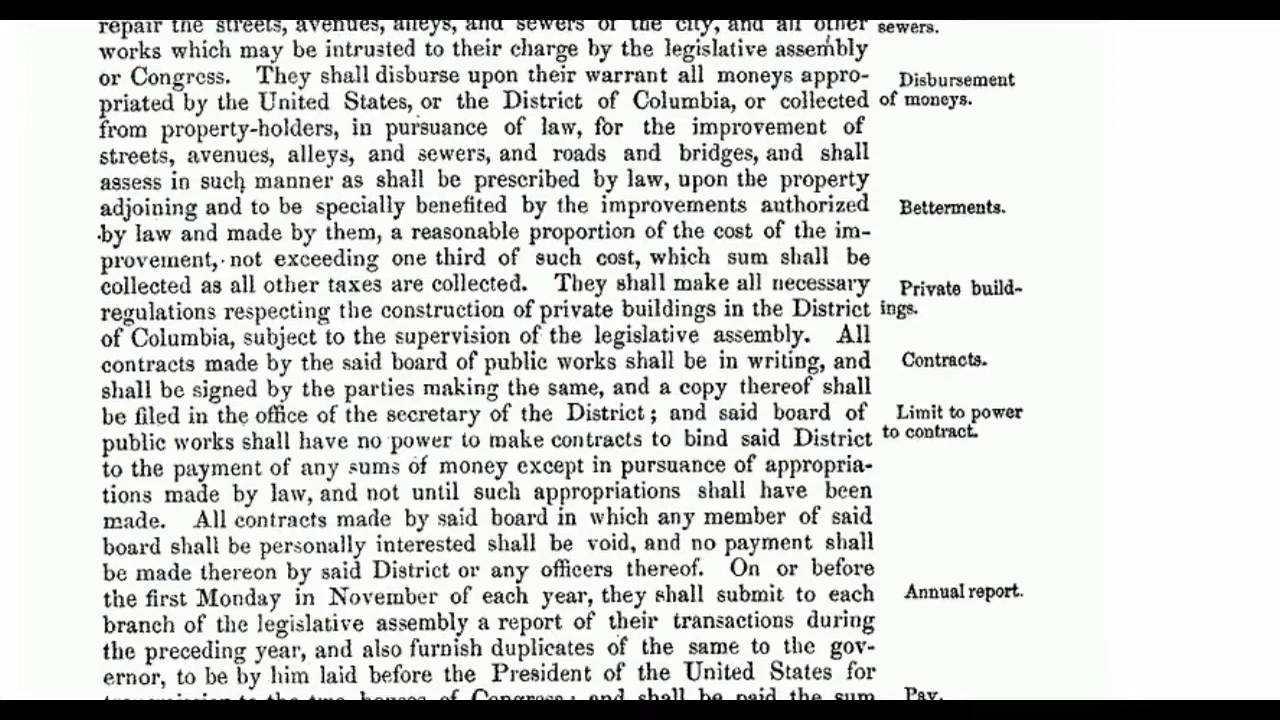 repair the streets, avenues, alleys, and sewers of the city, and all other
sewers.
works which may be intrusted to their charge by the legislative assembly
or Congress. They shall disburse upon their warrant all moneys appro-
Disbursement
priated by the United States, or the District of Columbia, or collected
of moneys.
from property-holders, in pursuance of law, for the improvement of
streets, avenues, alleys, and sewers, and roads and bridges, and shall
assess in such manner as shall be prescribed by law, upon the property
adjoining and to be specially benefited by the improvements authorized
Betterments.
by law and made by them, a reasonable proportion of the cost of the im-
provement, not exceeding one third of such cost, which sum shall be
collected as all other taxes are collected. They shall make all necessary
Private build-
regulations respecting the construction of private buildings in the District
ings.
of Columbia, subject to the supervision of the legislative assembly. All
contracts made by the said board of public works shall be in writing, and
Contracts.
shall be signed by the parties making the same, and a copy thereof shall
be filed in the office of the secretary of the District; and said board of
Limit to power
public works shall have no power to make contracts to bind said District
to contract.
to the payment of any sums of money except in pursuance of appropria-
tions made by law, and not until such appropriations shall have been
made. All contracts made by said board in which any member of said
board shall be personally interested shall be void, and no payment shall
be made thereon by said District or any officers thereof. On or before
the first Monday in November of each year, they shall submit to each
Annual report.
branch of the legislative assembly a report of their transactions during
the preceding year, and also furnish duplicates of the same to the gov-
ernor, to be by him laid before the President of the United States for
transmission to the two houses of Congress; and shall be paid the sum
Pay.